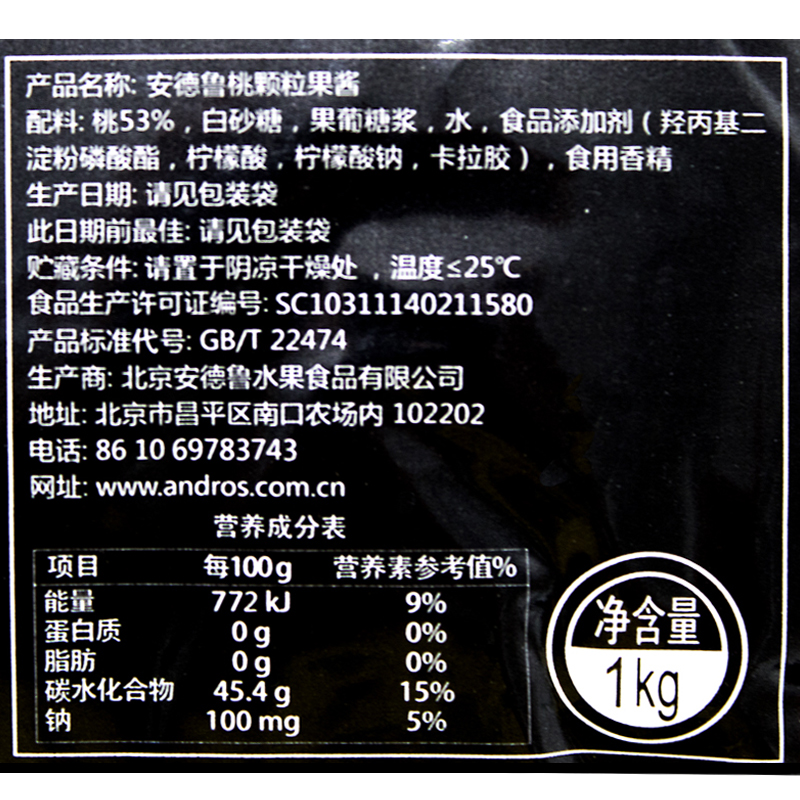 产品名称: 安德鲁桃颗粒果酱
配料: 桃53%，白砂糖，果葡糖浆，水，食品添加剂（羟丙基二
淀粉磷酸酯，柠檬酸，柠檬酸钠，卡拉胶），食用香精
生产日期: 请见包装袋
此日期前最佳: 请见包装袋
贮藏条件: 请置于阴凉干燥处 ，温度≤25℃
食品生产许可证编号: SC10311140211580
产品标准代号: GB/T 22474
生产商: 北京安德鲁水果食品有限公司
地址: 北京市昌平区南口农场内 102202
电话: 86 10 69783743
网址: www.andros.com.cn
营养成分表
项目 每100g 营养素参考值%
能量 772 kJ 9%
蛋白质 0 g 0%
脂肪 0 g 0%
碳水化合物 45.4 g 15%
钠 100 mg 5%
净含量
1kg